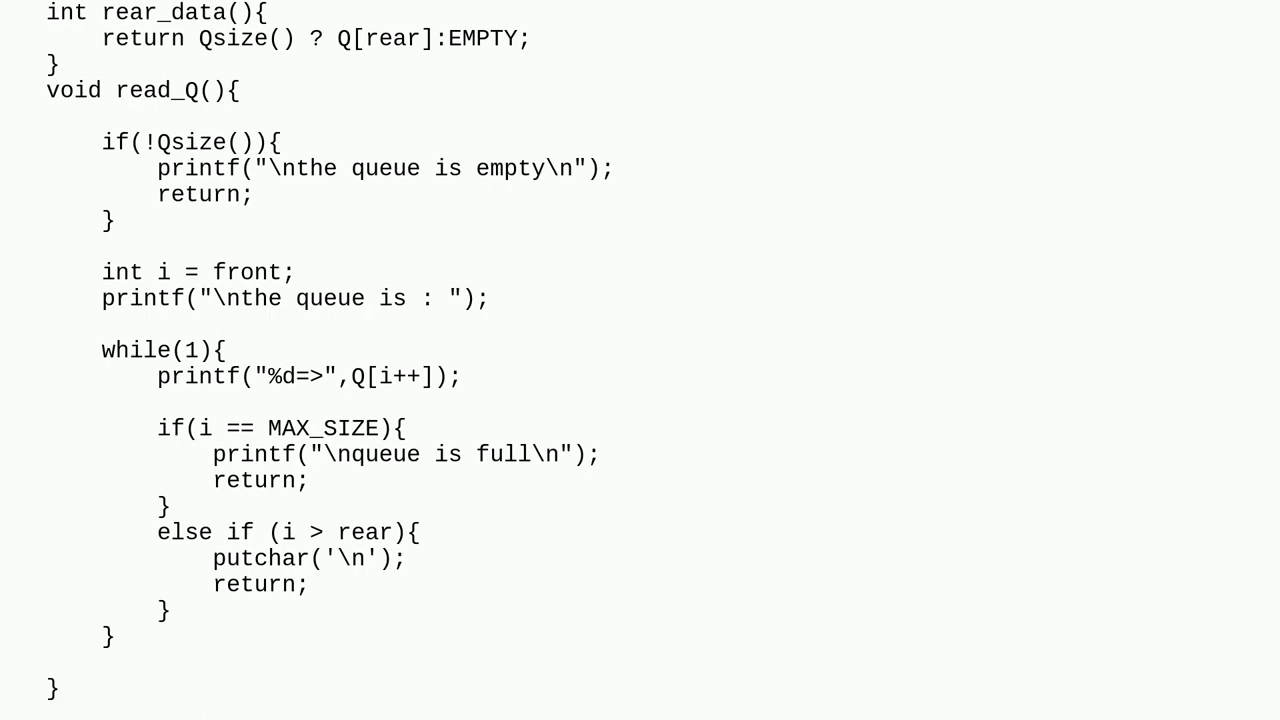 int rear_data(){
    return Qsize() ? Q[rear]:EMPTY;
}
void read_Q(){
    if(!Qsize()){
        printf("\nthe queue is empty\n");
        return;
    }
    int i = front;
    printf("\nthe queue is : ");
    while(1){
        printf("%d=>",Q[i++]);
        if(i == MAX_SIZE){
            printf("\nqueue is full\n");
            return;
        }
        else if (i > rear){
            putchar('\n');
            return;
        }
    }
}